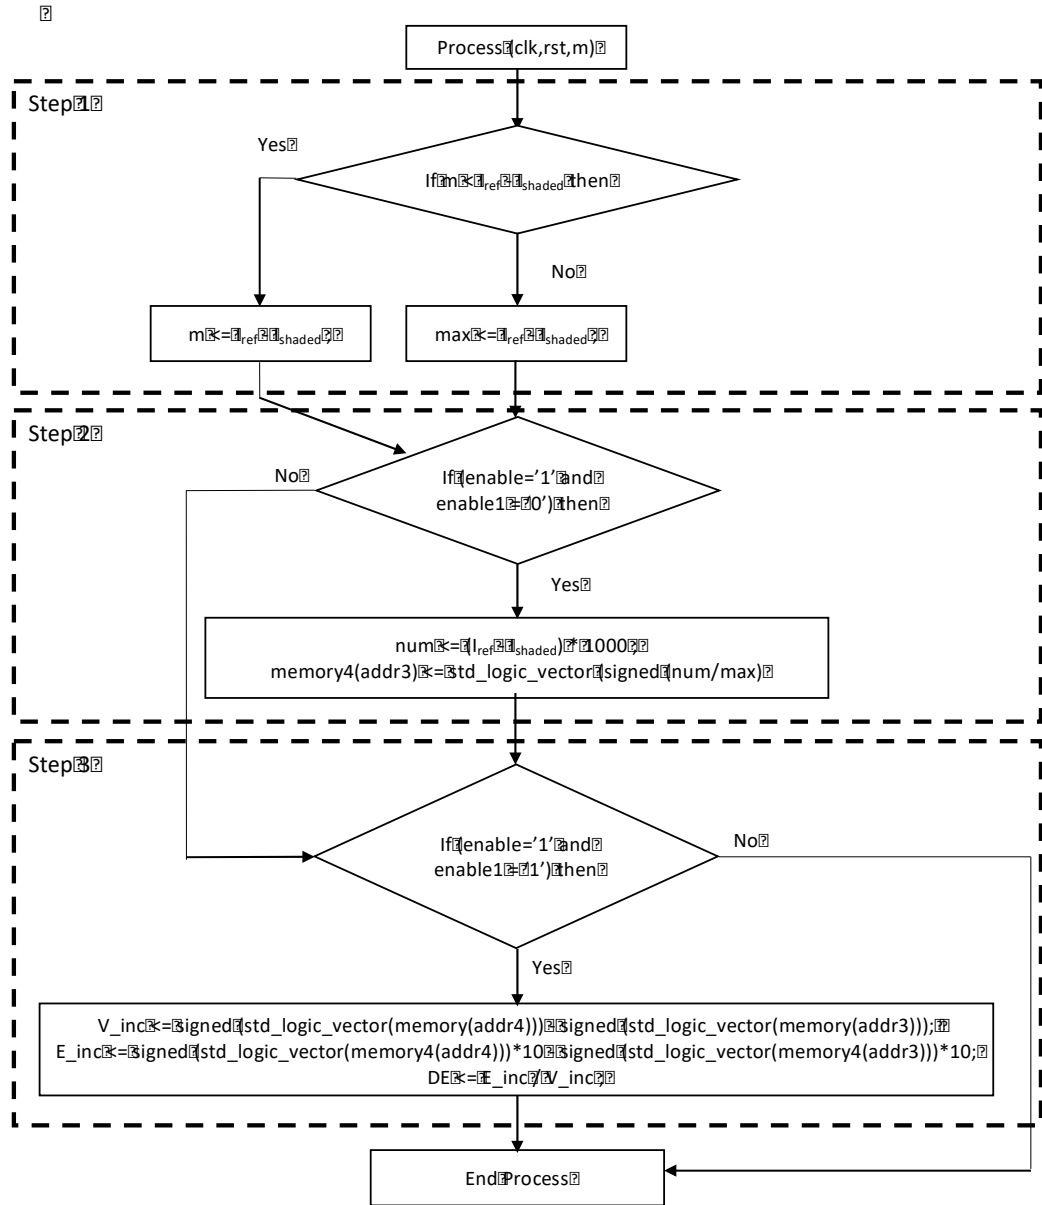 Process (clk,rst,m)
Step 1
Yes
If m < I_ref - I_shaded then
No
m <= I_ref - I_shaded;
max <= I_ref - I_shaded;
Step 2
No
If (enable='1' and
enable1 = '0') then
Yes
num <= (I_ref - I_shaded) * 1000;
memory4(addr3) <= std_logic_vector (signed (num/max)
Step 3
If (enable='1' and
enable1 = '1') then
No
Yes
V_inc <= signed (std_logic_vector(memory(addr4))) - signed (std_logic_vector(memory(addr3)));
E_inc <= signed (std_logic_vector(memory4(addr4)))*10 - signed (std_logic_vector(memory4(addr3)))*10;
DE <= E_inc / V_inc;
End Process